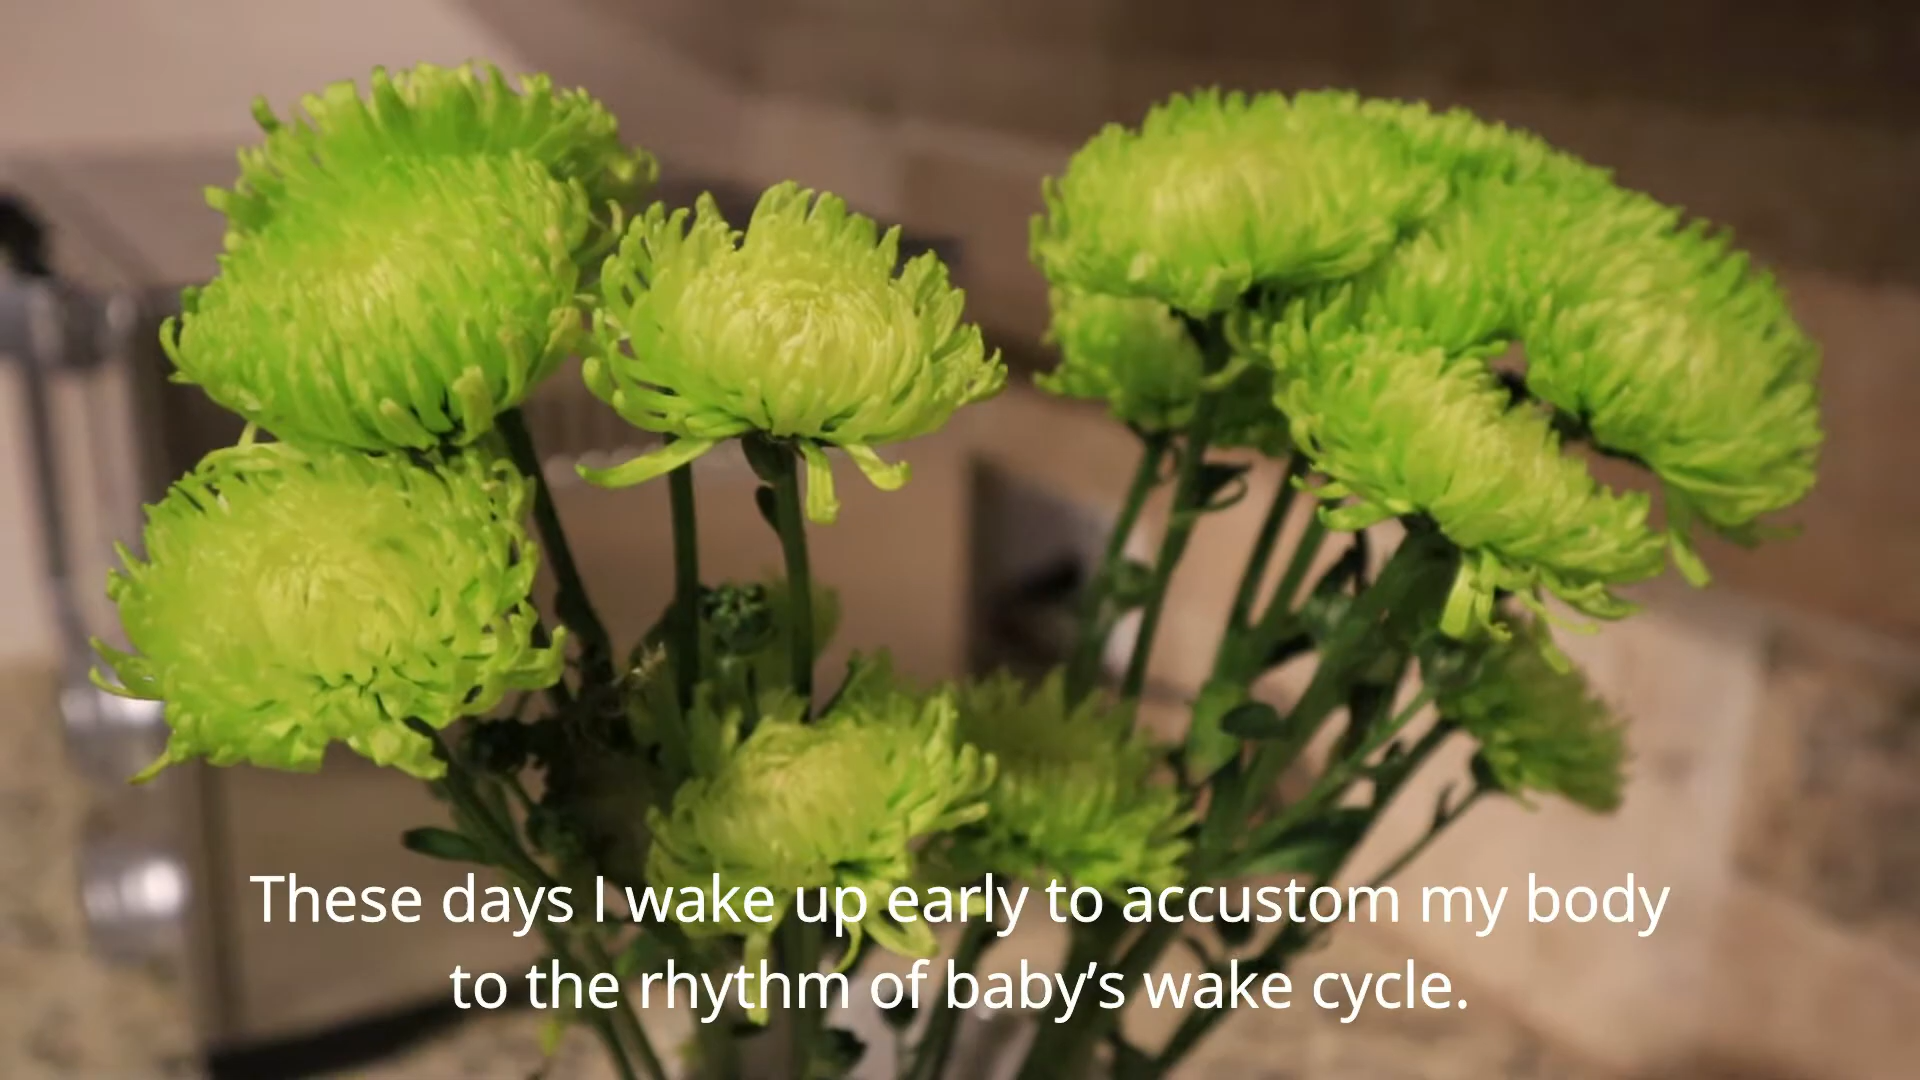 These days I wake up early to accustom my body
to the rhythm of baby’s wake cycle.